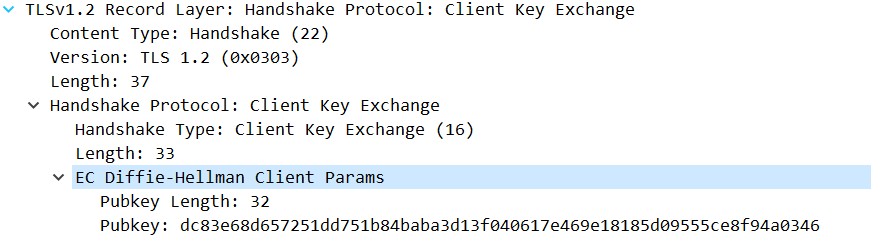 TLSv1.2 Record Layer: Handshake Protocol: Client Key Exchange
Content Type: Handshake (22)
Version: TLS 1.2 (0x0303)
Length: 37
Handshake Protocol: Client Key Exchange
Handshake Type: Client Key Exchange (16)
Length: 33
EC Diffie-Hellman Client Params
Pubkey Length: 32
Pubkey: dc83e68d657251dd751b84baba3d13f040617e469e18185d09555ce8f94a0346